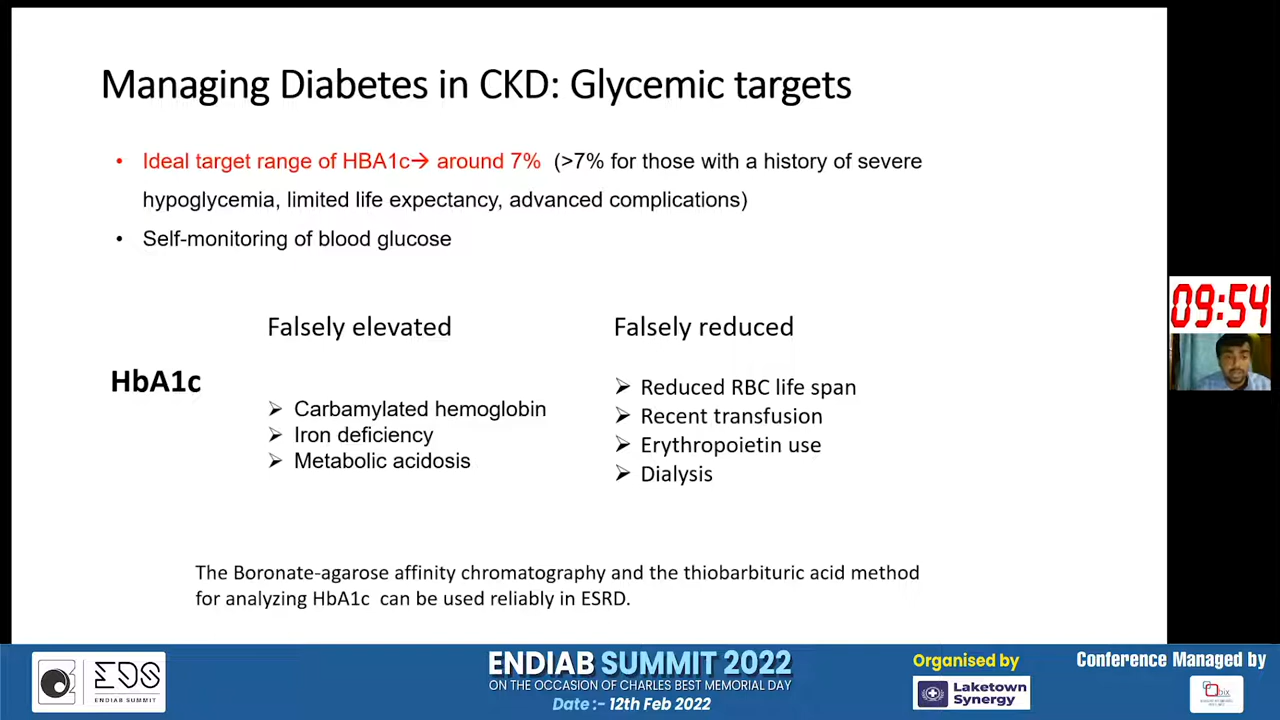 Managing Diabetes in CKD: Glycemic targets
• Ideal target range of HBA1c→ around 7% (>7% for those with a history of severe
hypoglycemia, limited life expectancy, advanced complications)
• Self-monitoring of blood glucose
Falsely elevated
Falsely reduced
HbA1c
➢ Carbamylated hemoglobin
➢ Iron deficiency
➢ Metabolic acidosis
➢ Reduced RBC life span
➢ Recent transfusion
➢ Erythropoietin use
➢ Dialysis
The Boronate-agarose affinity chromatography and the thiobarbituric acid method
for analyzing HbA1c can be used reliably in ESRD.
09:54
EDS
ENDIAB SUMMIT
ENDIAB SUMMIT 2022
ON THE OCCASION OF CHARLES BEST MEMORIAL DAY
Date :- 12th Feb 2022
Organised by
Laketown
Synergy
Conference Managed by